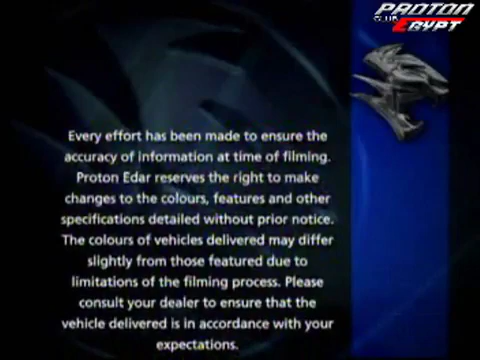 PROTON
CLUB EGYPT
Every effort has been made to ensure the
accuracy of information at time of filming.
Proton Edar reserves the right to make
changes to the colours, features and other
specifications detailed without prior notice.
The colours of vehicles delivered may differ
slightly from those featured due to
limitations of the filming process. Please
consult your dealer to ensure that the
vehicle delivered is in accordance with your
expectations.